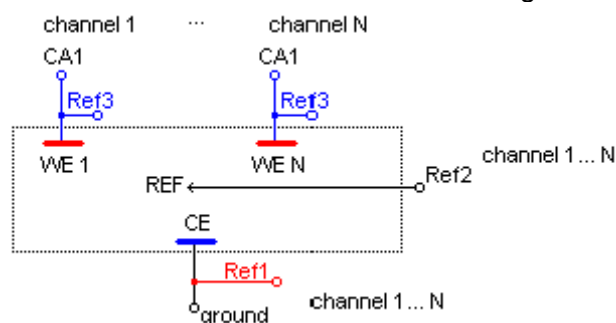 channel 1 ... channel N
CA1 CA1
Ref3 Ref3
WE 1 WE N
channel 1... N
REF Ref2
CE
Ref1
ground channel 1... N